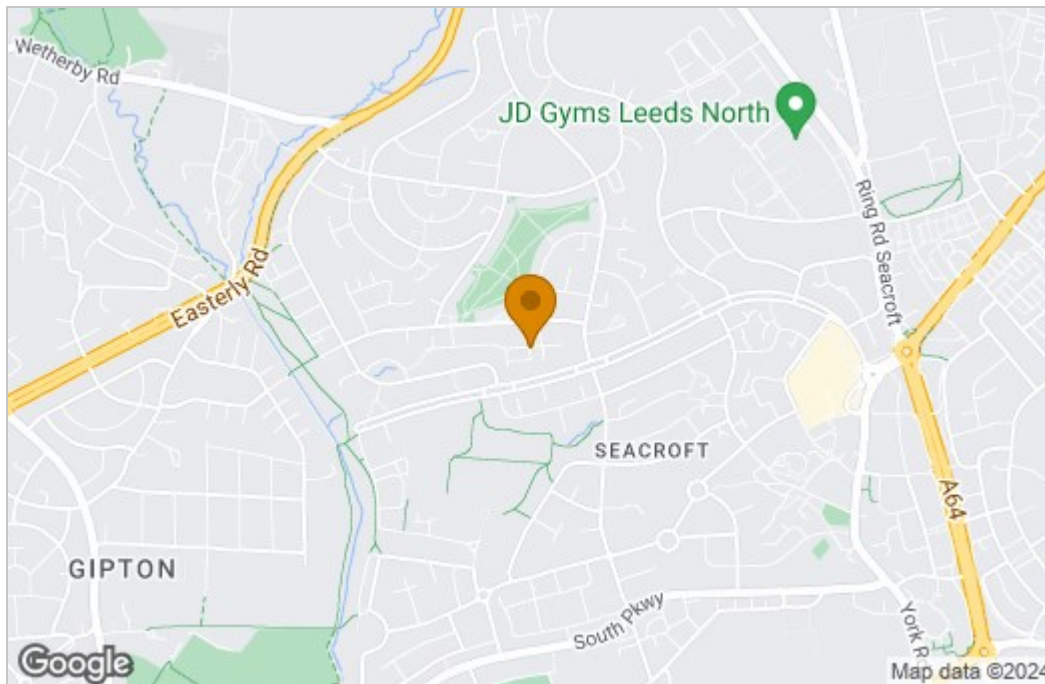 Wetherby Rd
JD Gyms Leeds North
Ring Rd Seacroft
Easterly Rd
SEACROFT
A64
GIPTON
South Pkwy
York R
Google
Map data ©2024